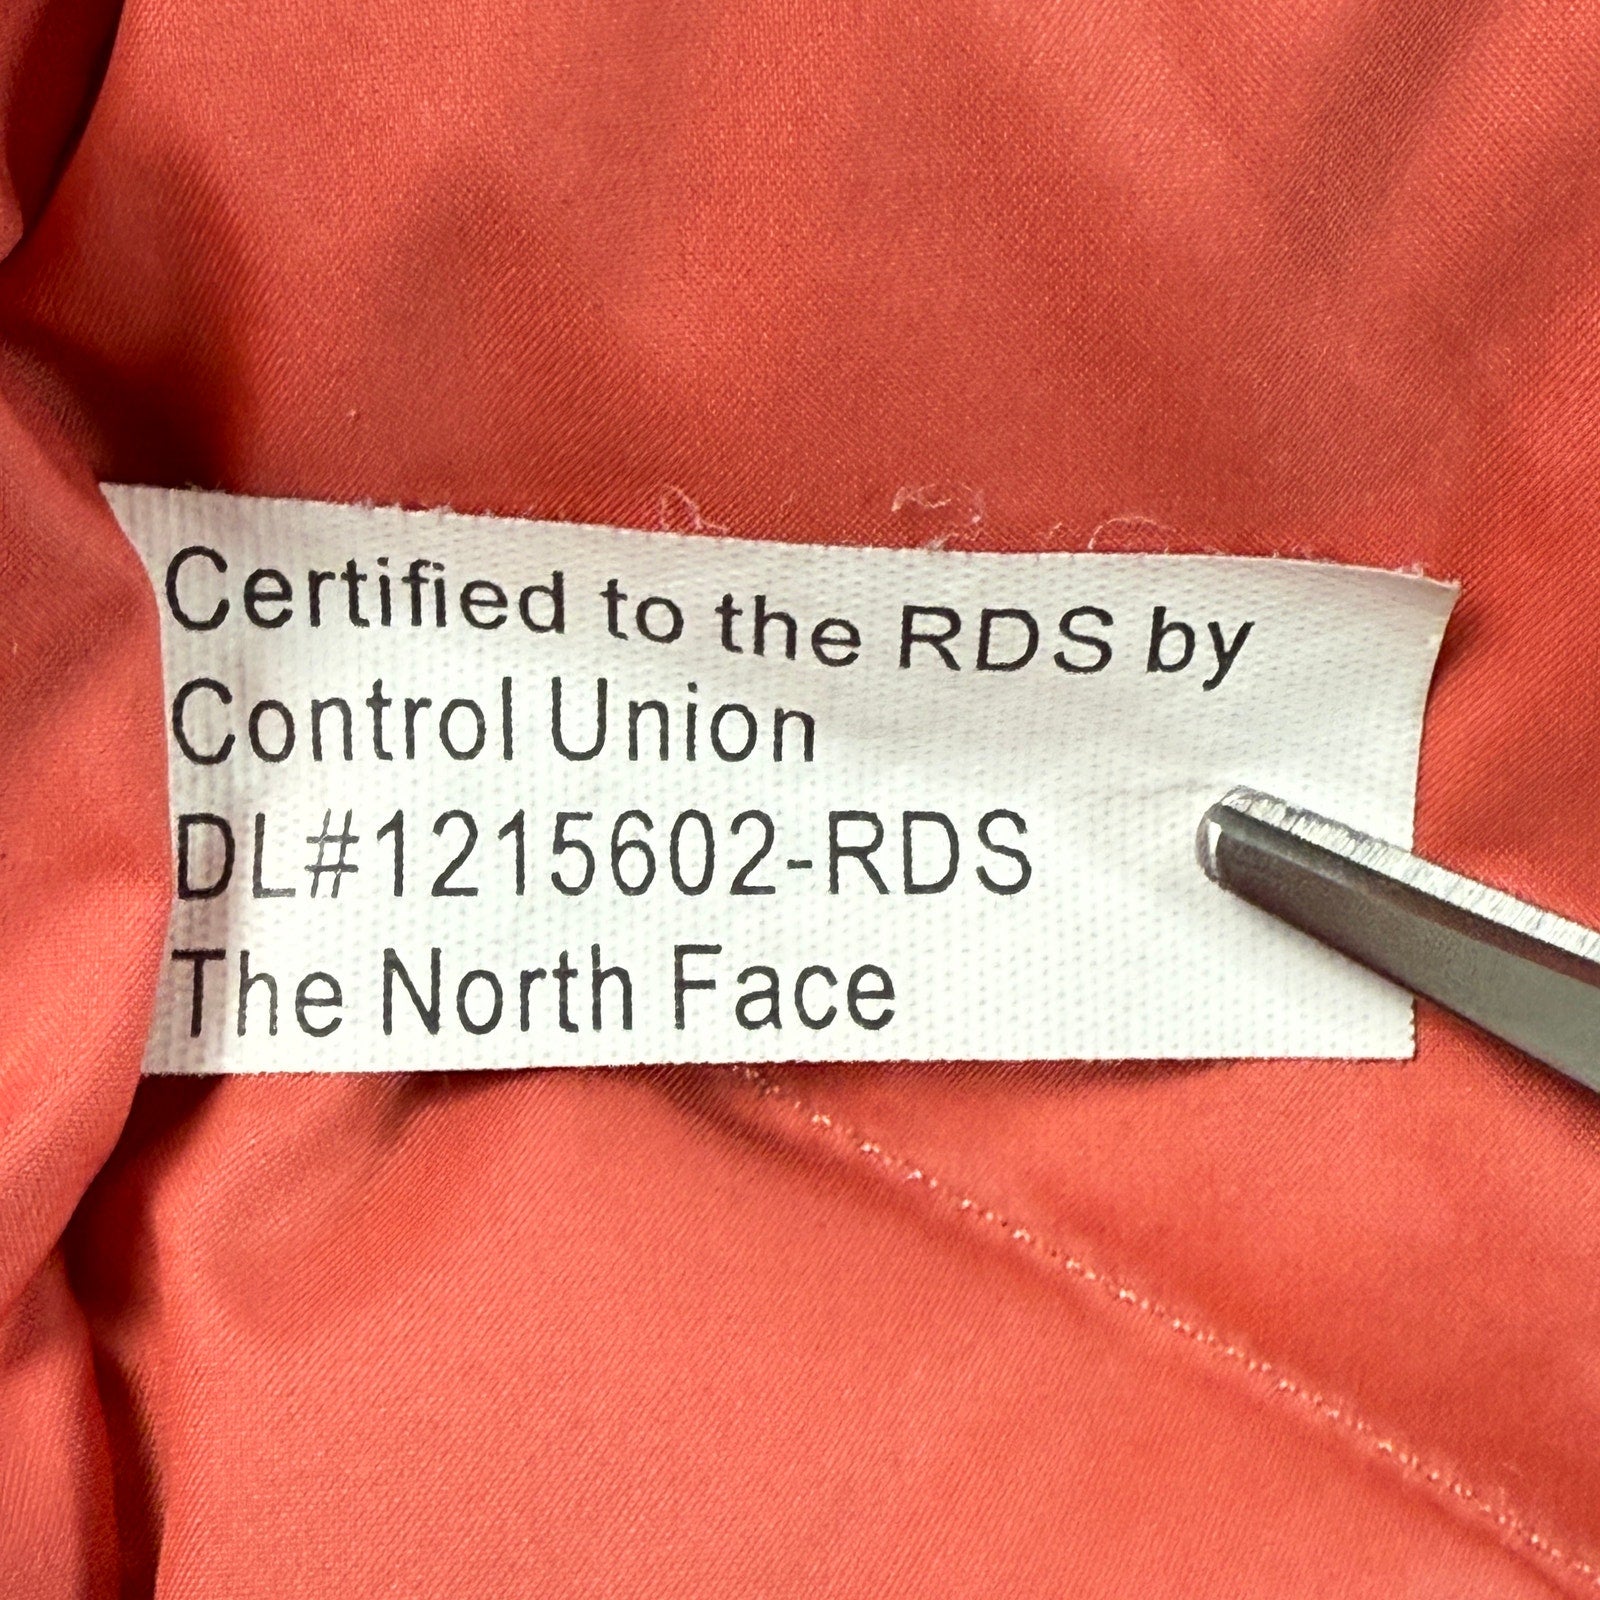 Certified to the RDS by
Control Union
DL#1215602-RDS
The North Face